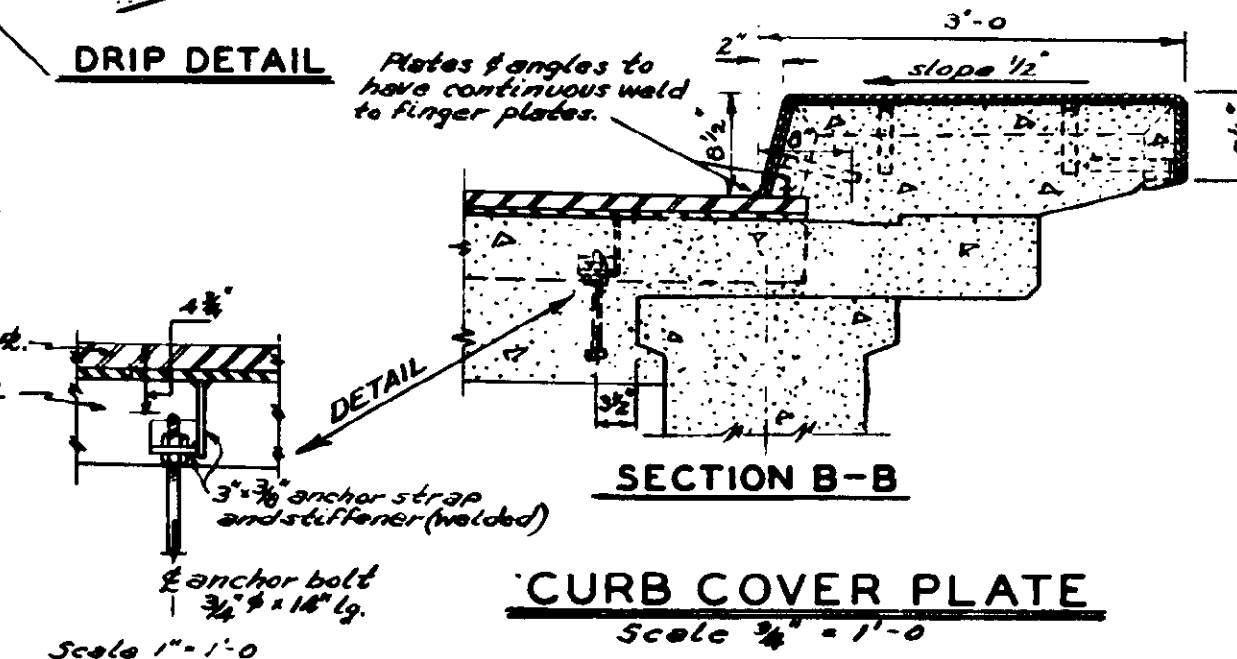 DRIP DETAIL
Plates & angles to
have continuous weld
to finger plates.
2"
3'-0
slope 1/2"
8 1/2"
8"
3 1/2"
SECTION B-B
DETAIL
4 3/4"
3" x 3/8" anchor strap
and stiffener (welded)
℄ anchor bolt
3/4" ϕ x 14" lg.
Scale 1" = 1'-0
CURB COVER PLATE
Scale 3/4" = 1'-0